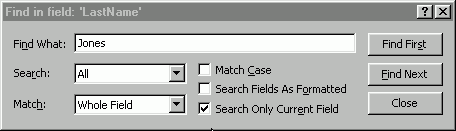 Find in field: 'LastName'
Find What: Jones Find First
Search: All Match Case Find Next
Search Fields As Formatted
Match: Whole Field Search Only Current Field Close